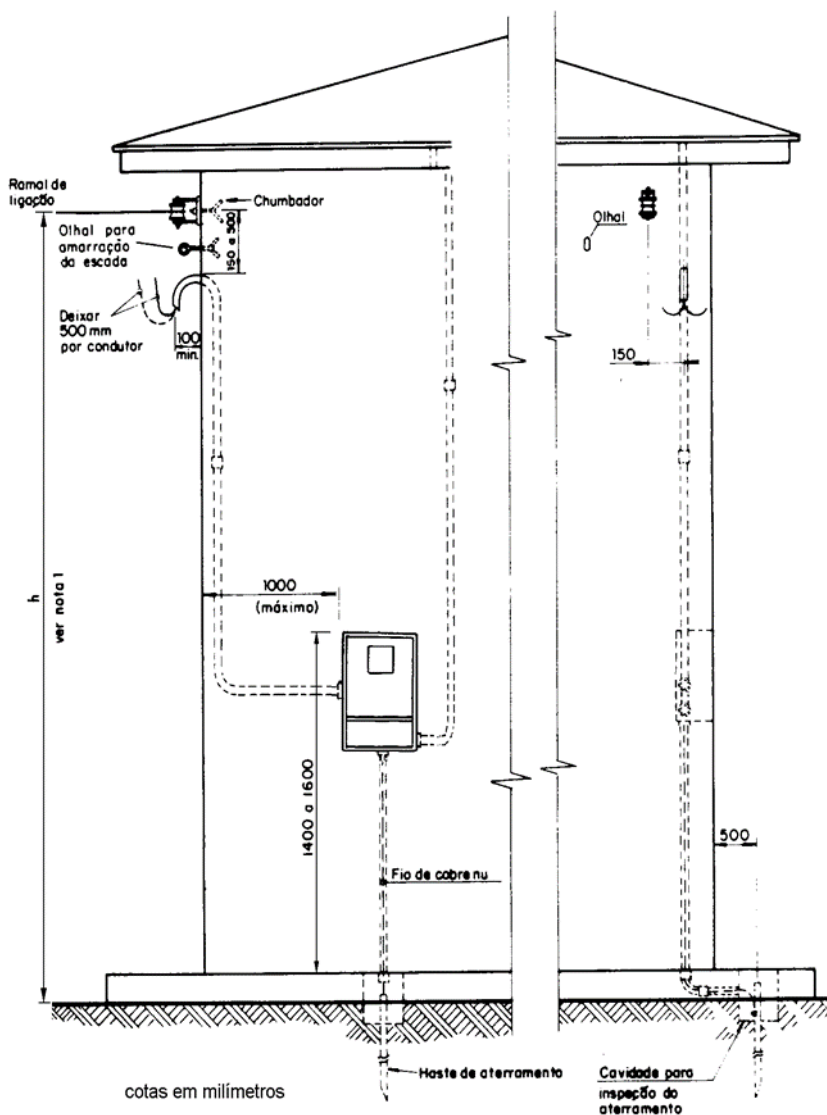 Ramal de
ligação
Chumbador
Olhal para
amarração
da escada
150 a 500
Olhal
Deixar
500 mm
por condutor
100
min.
150
1000
(máximo)
h
ver nota 1
1400 a 1600
500
Fio de cobre nu
Haste de aterramento
Cavidade para
inspeção do
aterramento
cotas em milímetros